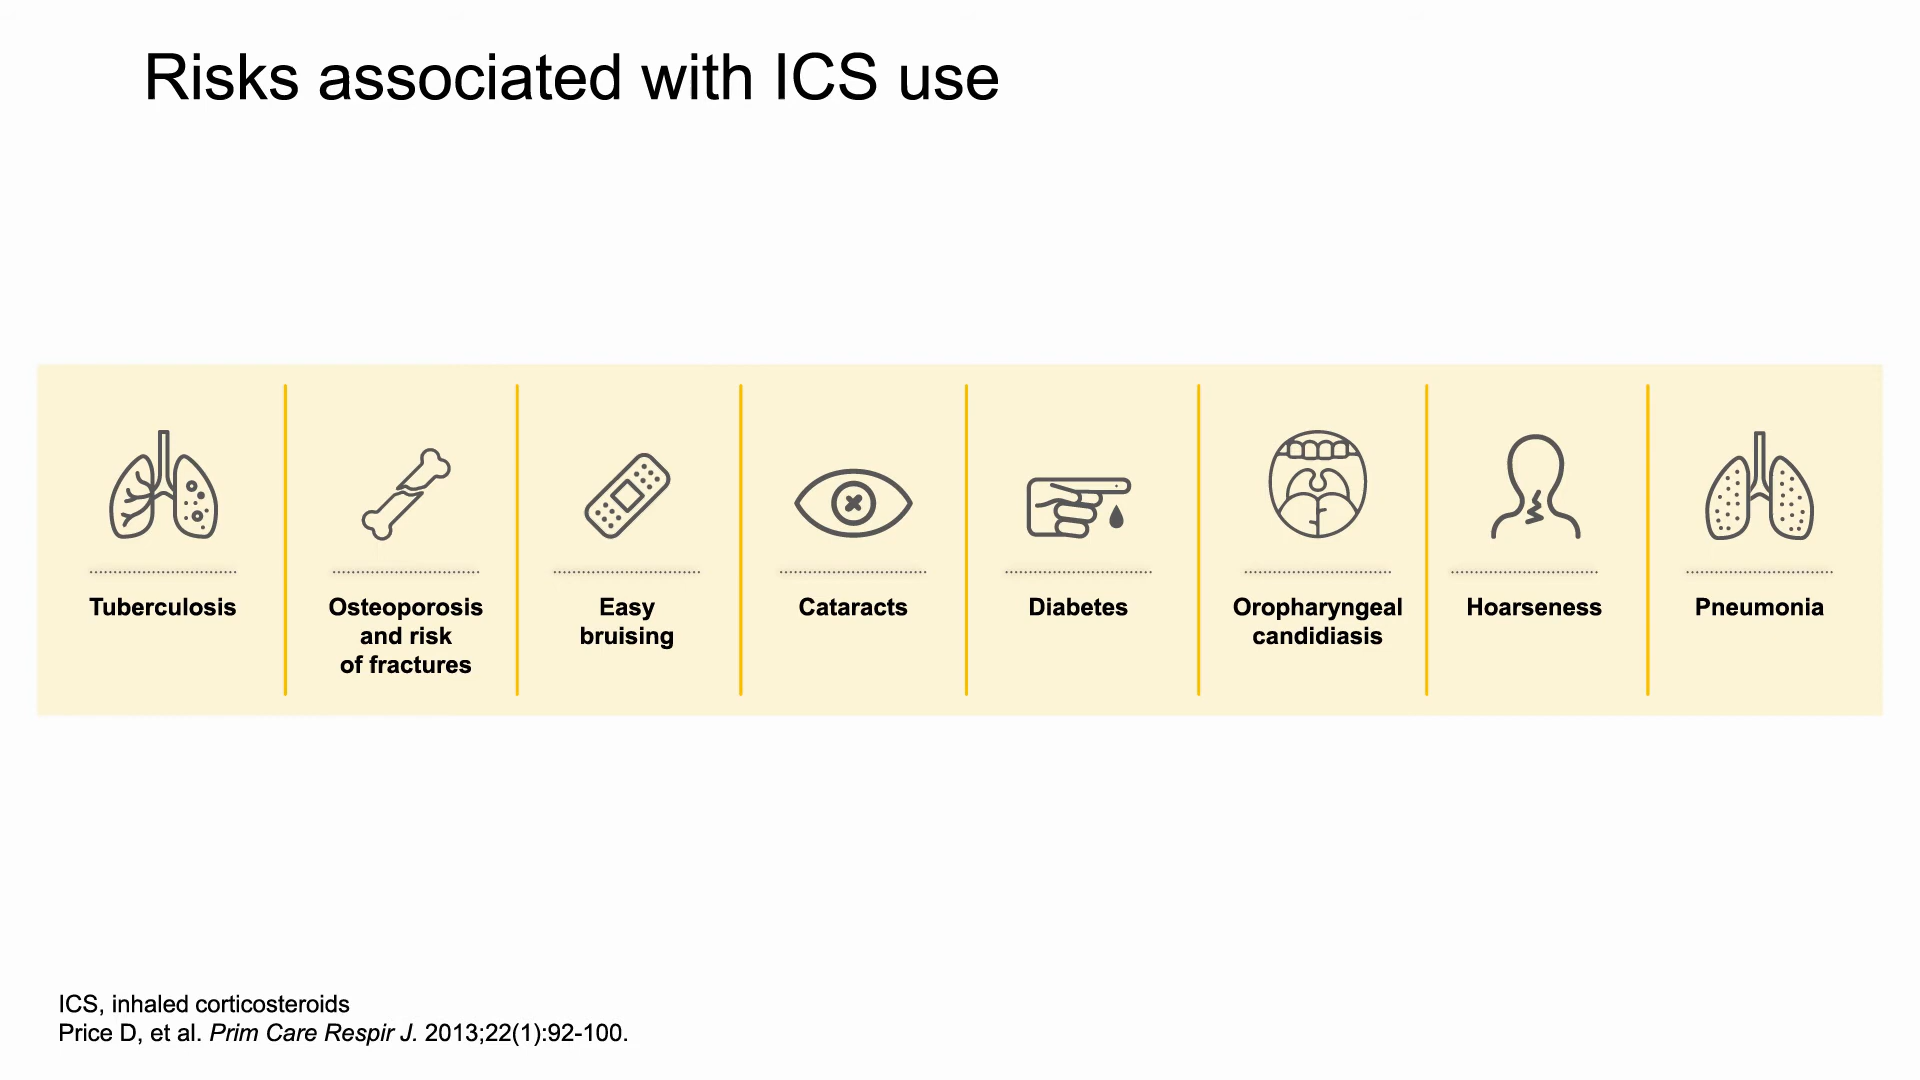 Risks associated with ICS use
Tuberculosis
Osteoporosis
and risk
of fractures
Easy
bruising
Cataracts
Diabetes
Oropharyngeal
candidiasis
Hoarseness
Pneumonia
ICS, inhaled corticosteroids
Price D, et al. Prim Care Respir J. 2013;22(1):92-100.